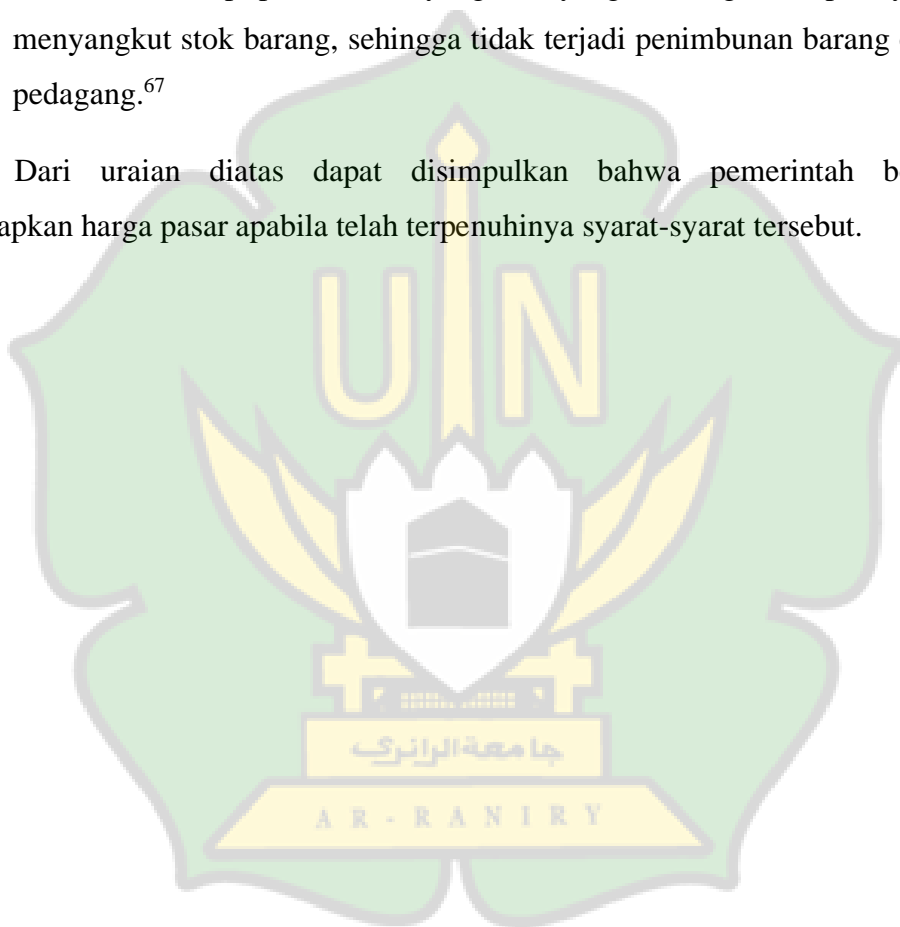 menyangkut stok barang, sehingga tidak terjadi penimbunan barang
pedagang.67
Dari uraian diatas dapat disimpulkan bahwa pemerintah
apkan harga pasar apabila telah terpenuhinya syarat-syarat tersebut.
UIN
جامعة الرانري
AR-RANIRY